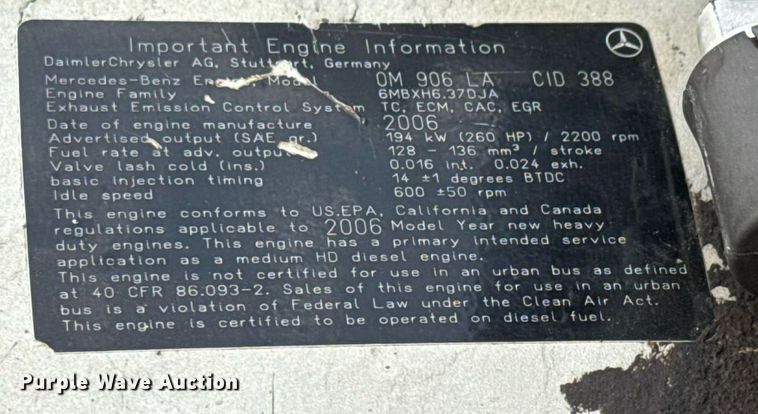 Important Engine Information
DaimlerChrysler AG, Stuttgart, Germany
Mercedes-Benz Engine, Model OM 906 LA CID 388
Engine Family 6MBXH6.37DJA
Exhaust Emission Control System TC, ECM, CAC, EGR
Date of engine manufacture 2006
Advertised output (SAE gr.) 194 kW (260 HP) / 2200 rpm
Fuel rate at adv. output 128 - 136 mm³ / stroke
Valve lash cold (ins.) 0.016 int. 0.024 exh.
basic injection timing 14 ±1 degrees BTDC
Idle speed 600 ±50 rpm
This engine conforms to US.EPA, California and Canada
regulations applicable to 2006 Model Year new heavy
duty engines. This engine has a primary intended service
application as a medium HD diesel engine.
This engine is not certified for use in an urban bus as defined
at 40 CFR 86.093-2. Sales of this engine for use in an urban
bus is a violation of Federal Law under the Clean Air Act.
This engine is certified to be operated on diesel fuel.
Purple Wave Auction